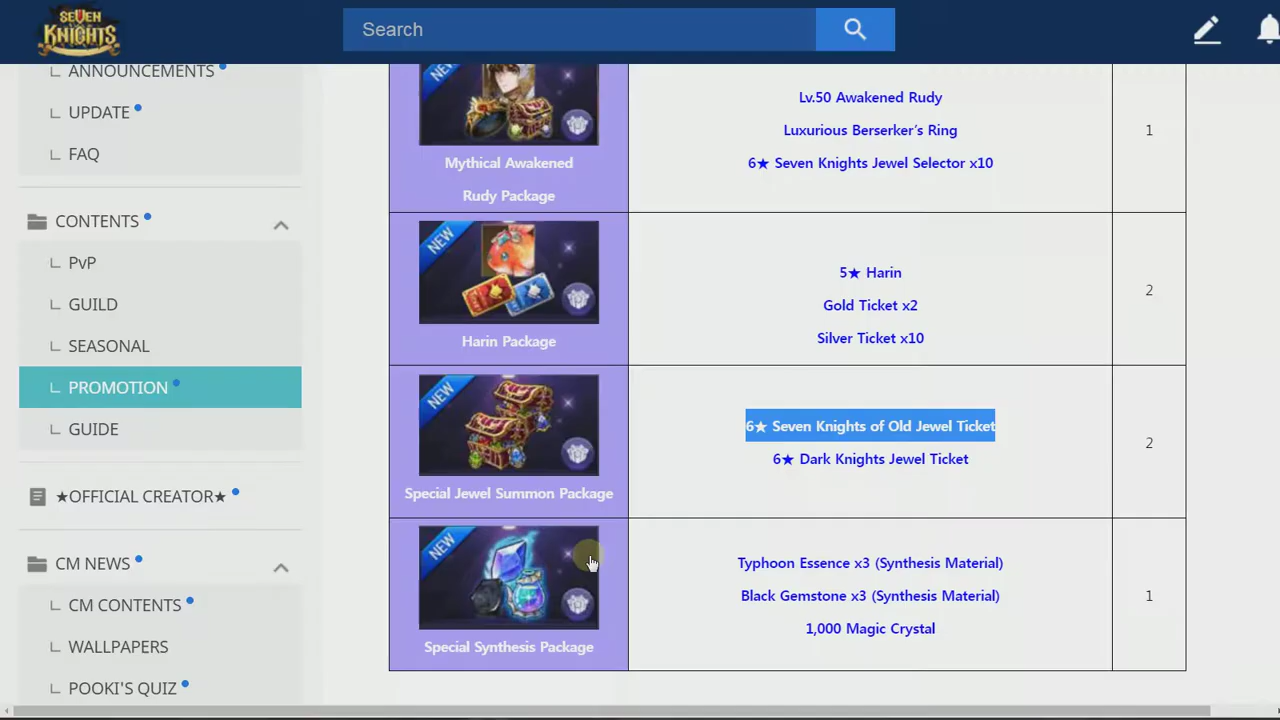 SEVEN
KNIGHTS
Search
ANNOUNCEMENTS
UPDATE
FAQ
CONTENTS
PvP
GUILD
SEASONAL
PROMOTION
GUIDE
★OFFICIAL CREATOR★
CM NEWS
CM CONTENTS
WALLPAPERS
POOKI'S QUIZ
NEW
Mythical Awakened
Rudy Package
Lv.50 Awakened Rudy
Luxurious Berserker’s Ring
6★ Seven Knights Jewel Selector x10
1
NEW
Harin Package
5★ Harin
Gold Ticket x2
Silver Ticket x10
2
NEW
Special Jewel Summon Package
6★ Seven Knights of Old Jewel Ticket
6★ Dark Knights Jewel Ticket
2
NEW
Special Synthesis Package
Typhoon Essence x3 (Synthesis Material)
Black Gemstone x3 (Synthesis Material)
1,000 Magic Crystal
1